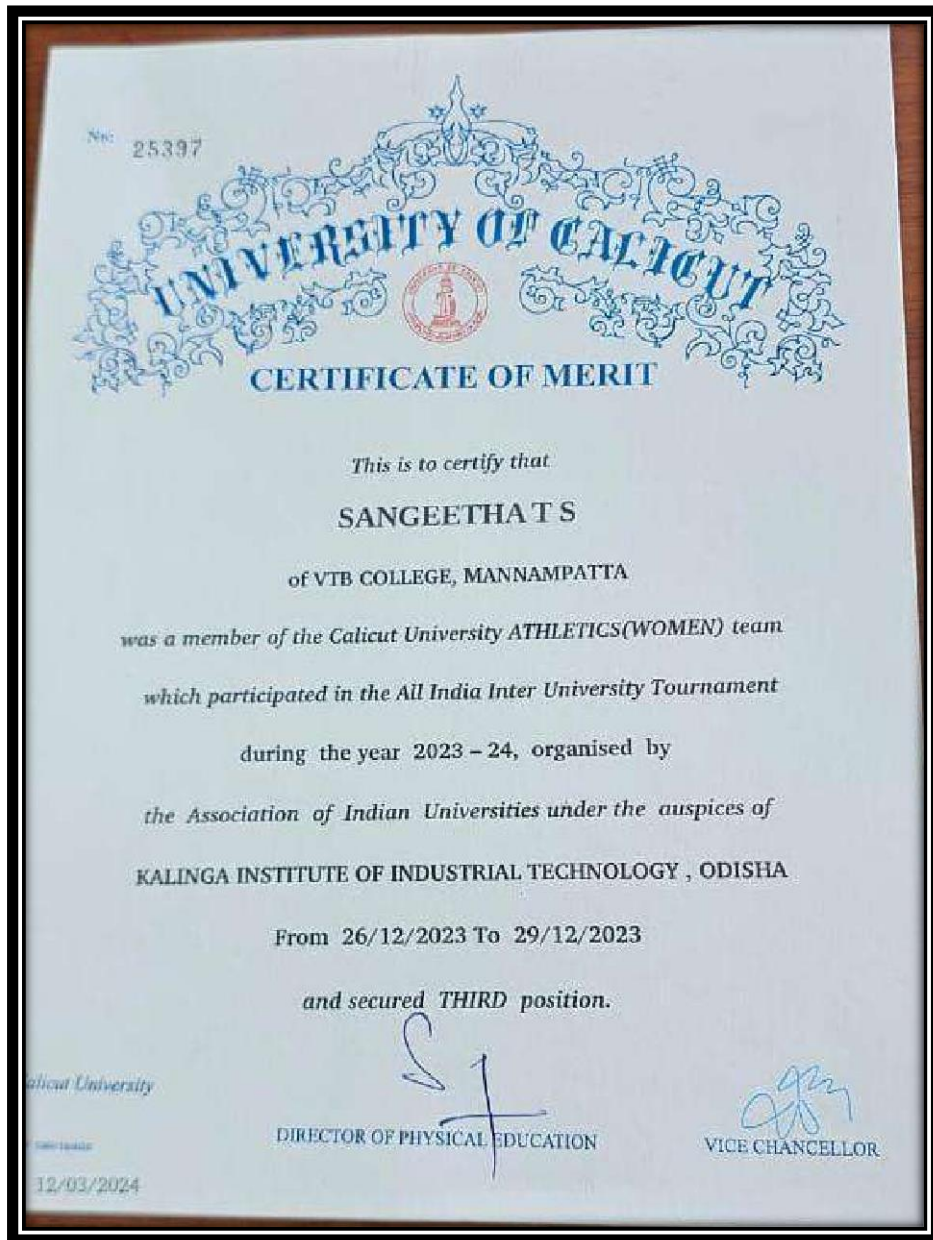 No: 25397
UNIVERSITY OF CALICUT
CERTIFICATE OF MERIT
This is to certify that
SANGEETHA T S
of VTB COLLEGE, MANNAMPATTA
was a member of the Calicut University ATHLETICS(WOMEN) team
which participated in the All India Inter University Tournament
during the year 2023 – 24, organised by
the Association of Indian Universities under the auspices of
KALINGA INSTITUTE OF INDUSTRIAL TECHNOLOGY , ODISHA
From 26/12/2023 To 29/12/2023
and secured THIRD position.
alicut University
12/03/2024
DIRECTOR OF PHYSICAL EDUCATION
VICE CHANCELLOR